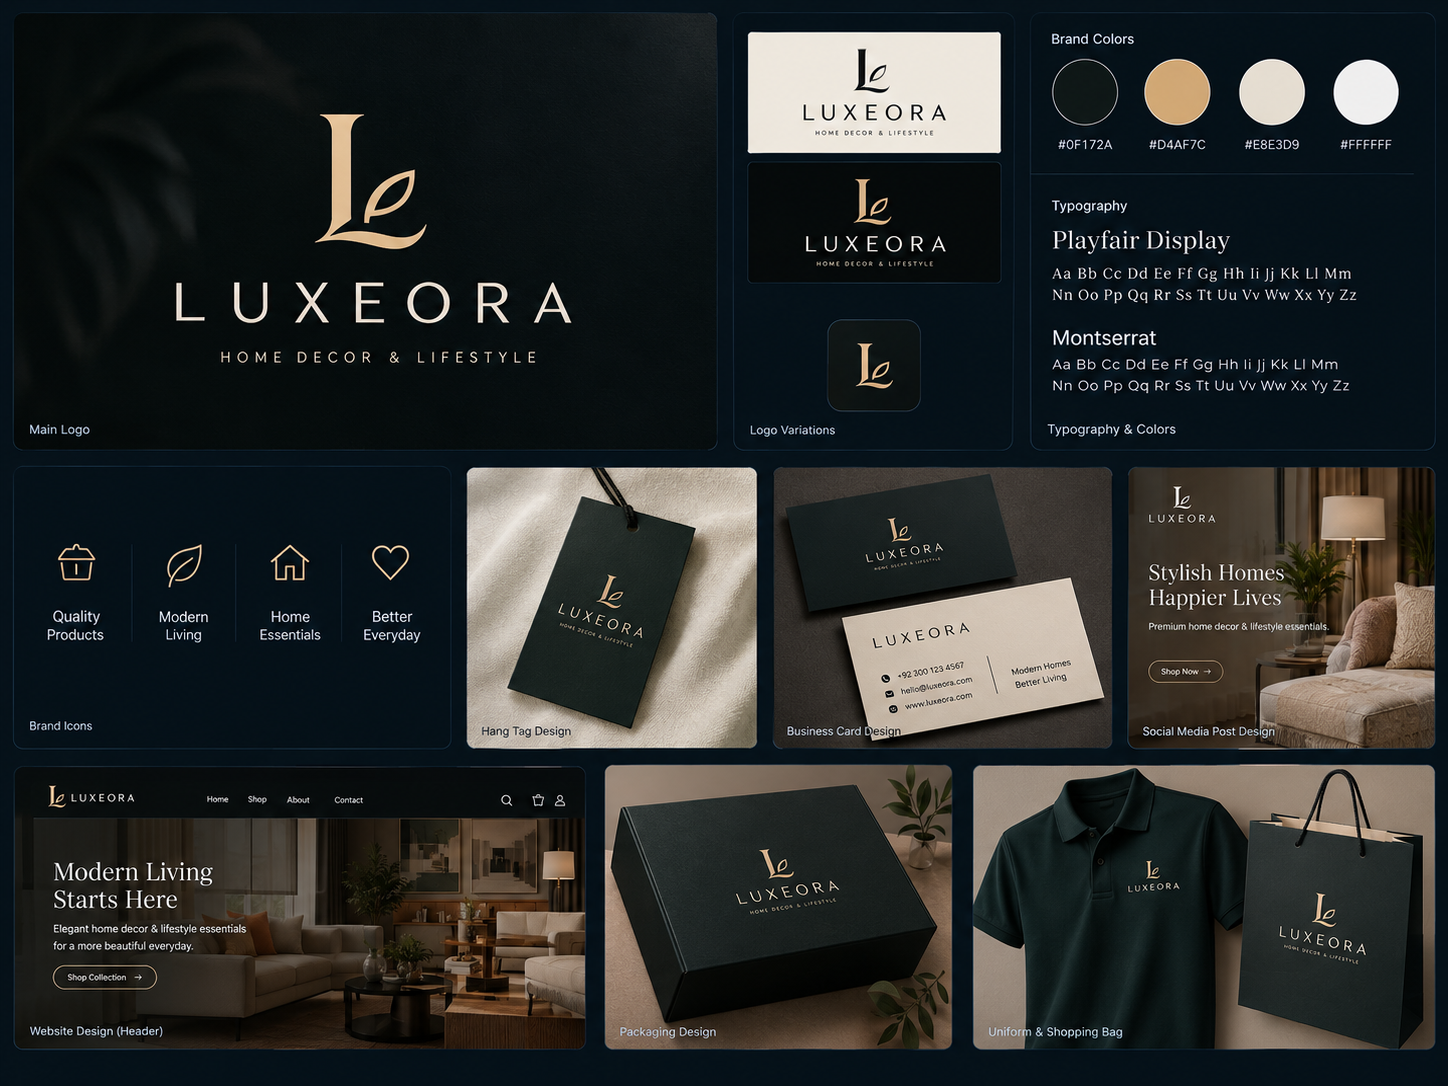 LUXEORA
HOME DECOR & LIFESTYLE
Main Logo
LUXEORA
HOME DECOR & LIFESTYLE
LUXEORA
HOME DECOR & LIFESTYLE
Logo Variations
Brand Colors
#0F172A
#D4AF7C
#E8E3D9
#FFFFFF
Typography
Playfair Display
Aa Bb Cc Dd Ee Ff Gg Hh Ii Jj Kk Ll Mm
Nn Oo Pp Qq Rr Ss Tt Uu Vv Ww Xx Yy Zz
Montserrat
Aa Bb Cc Dd Ee Ff Gg Hh Ii Jj Kk Ll Mm
Nn Oo Pp Qq Rr Ss Tt Uu Vv Ww Xx Yy Zz
Typography & Colors
Quality
Products
Modern
Living
Home
Essentials
Better
Everyday
Brand Icons
LUXEORA
HOME DECOR & LIFESTYLE
Hang Tag Design
LUXEORA
HOME DECOR & LIFESTYLE
LUXEORA
+92 300 123 4567
hello@luxeora.com
www.luxeora.com
Modern Homes
Better Living
Business Card Design
LUXEORA
Stylish Homes
Happier Lives
Premium home decor & lifestyle essentials.
Shop Now →
Social Media Post Design
LUXEORA
Home
Shop
About
Contact
Modern Living
Starts Here
Elegant home decor & lifestyle essentials
for a more beautiful everyday.
Shop Collection →
Website Design (Header)
LUXEORA
HOME DECOR & LIFESTYLE
Packaging Design
LUXEORA
LUXEORA
HOME DECOR & LIFESTYLE
Uniform & Shopping Bag